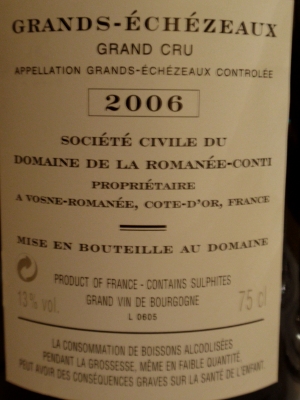 GRANDS-ÉCHÉZEAUX
GRAND CRU
APPELLATION GRANDS-ÉCHÉZEAUX CONTRÔLÉE
2006
SOCIÉTÉ CIVILE DU
DOMAINE DE LA ROMANÉE-CONTI
PROPRIÉTAIRE
A VOSNE-ROMANÉE, COTE-D'OR, FRANCE
MISE EN BOUTEILLE AU DOMAINE
PRODUCT OF FRANCE - CONTAINS SULPHITES
13% vol. GRAND VIN DE BOURGOGNE 75 cl
L 0605
LA CONSOMMATION DE BOISSONS ALCOOLISÉES
PENDANT LA GROSSESSE, MÊME EN FAIBLE QUANTITÉ,
PEUT AVOIR DES CONSÉQUENCES GRAVES SUR LA SANTÉ DE L'ENFANT.